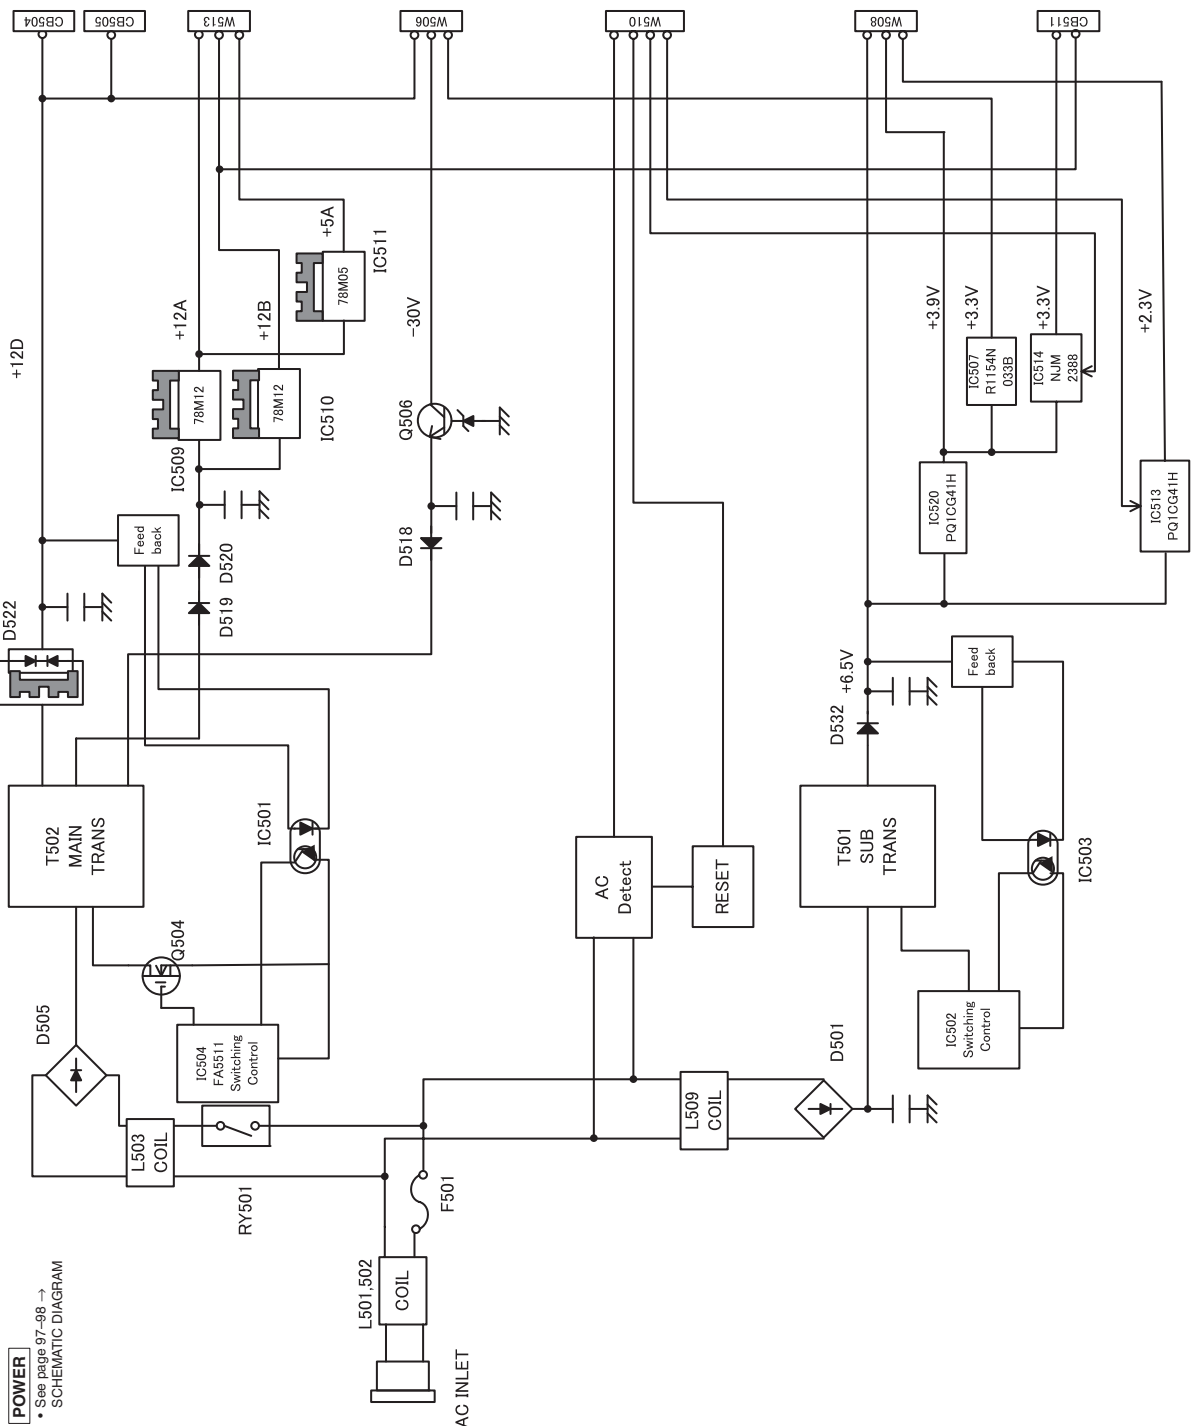 POWER
• See page 97–98 →
SCHEMATIC DIAGRAM
AC INLET
L501,502
COIL
F501
RY501
L503
COIL
D505
IC504
FA5511
Switching
Control
Q504
T502
MAIN
TRANS
IC501
D522
Feed
back
D519
D520
IC509
78M12
78M12
IC510
78M05
IC511
+12D
+12A
+12B
+5A
D518
Q506
-30V
AC
Detect
RESET
L509
COIL
D501
IC502
Switching
Control
T501
SUB
TRANS
IC503
D532
+6.5V
Feed
back
IC520
PQ1CG41H
IC513
PQ1CG41H
IC507
R1154N
033B
IC514
NJM
2388
+3.9V
+3.3V
+3.3V
+2.3V
CB504
CB505
W513
W506
W510
W508
CB511